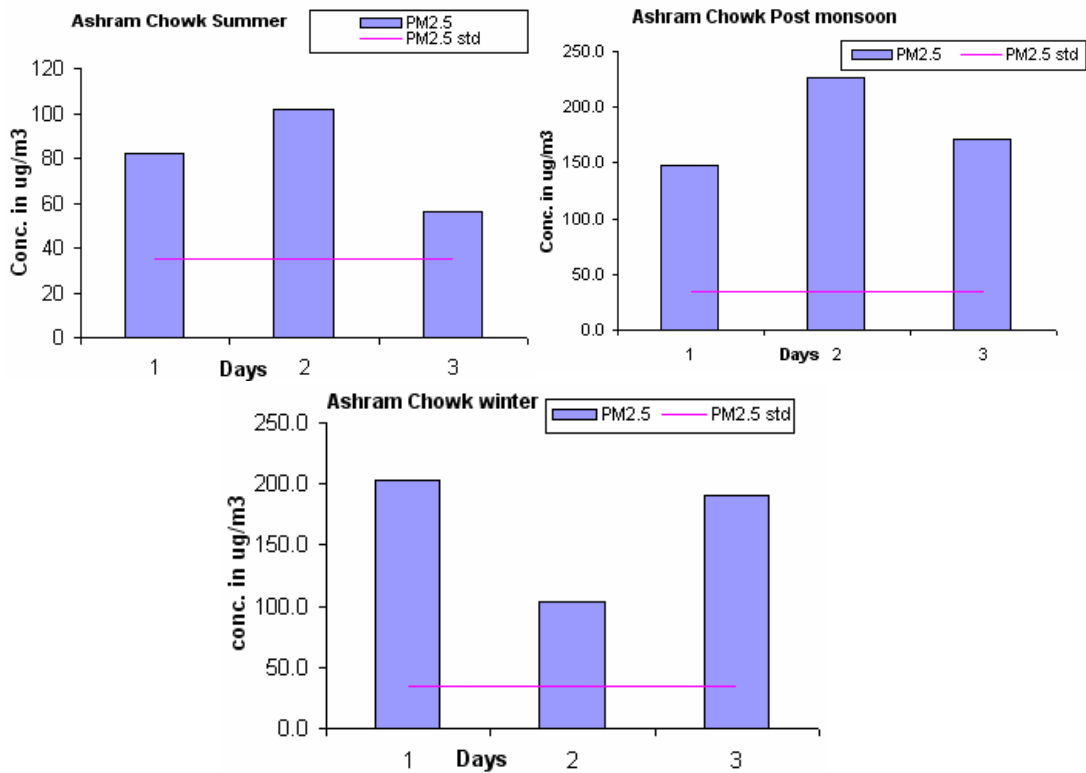 Ashram Chowk Summer
PM2.5
PM2.5 std
Conc. in ug/m3
120
100
80
60
40
20
0
1
2
3
Days
Ashram Chowk Post monsoon
PM2.5
PM2.5 std
Conc. in ug/m3
250.0
200.0
150.0
100.0
50.0
0.0
1
Days 2
3
Ashram Chowk winter
PM2.5
PM2.5 std
conc. in ug/m3
250.0
200.0
150.0
100.0
50.0
0.0
1
2
3
Days